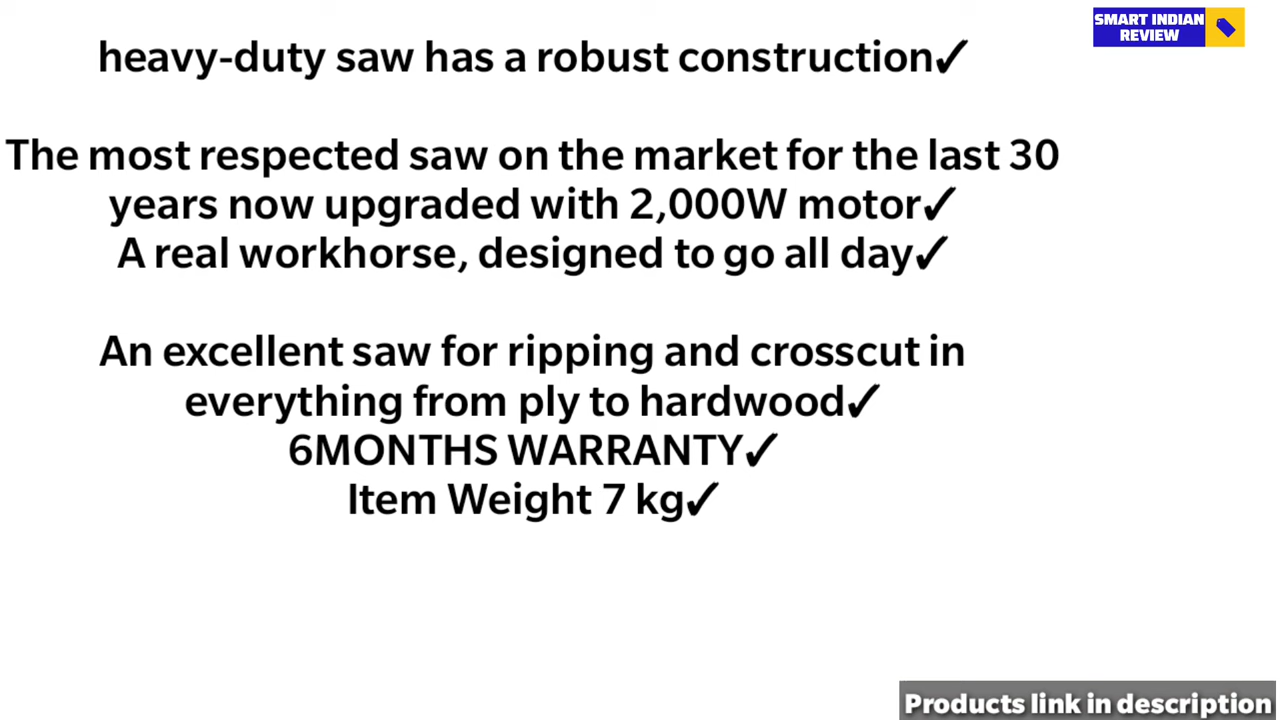 SMART INDIAN
REVIEW
heavy-duty saw has a robust construction✓
The most respected saw on the market for the last 30
years now upgraded with 2,000W motor✓
A real workhorse, designed to go all day✓
An excellent saw for ripping and crosscut in
everything from ply to hardwood✓
6MONTHS WARRANTY✓
Item Weight 7 kg✓
Products link in description